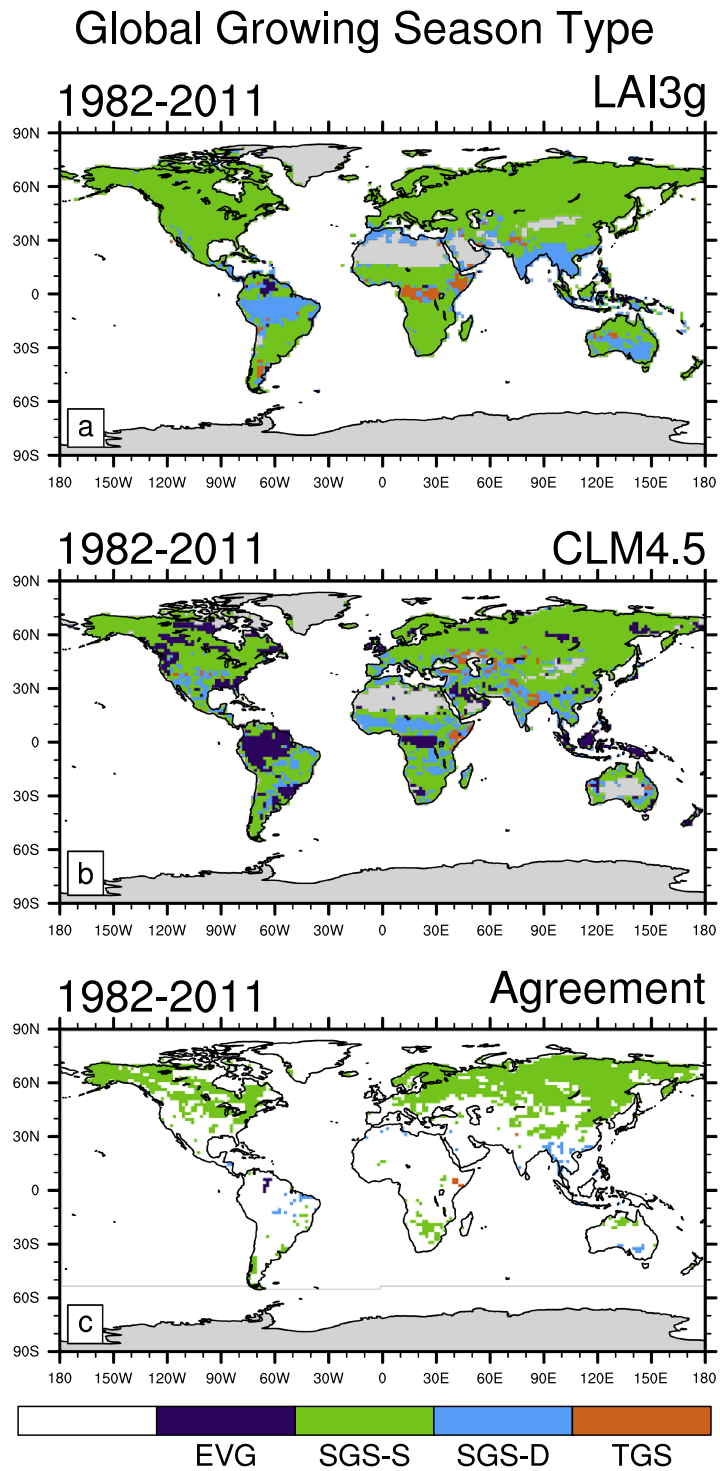 Global Growing Season Type
1982-2011 LAI3g
90N
60N
30N
0
30S
60S
90S
a
180 150W 120W 90W 60W 30W 0 30E 60E 90E 120E 150E 180
1982-2011 CLM4.5
90N
60N
30N
0
30S
60S
90S
b
180 150W 120W 90W 60W 30W 0 30E 60E 90E 120E 150E 180
1982-2011 Agreement
90N
60N
30N
0
30S
60S
90S
c
180 150W 120W 90W 60W 30W 0 30E 60E 90E 120E 150E 180
EVG SGS-S SGS-D TGS